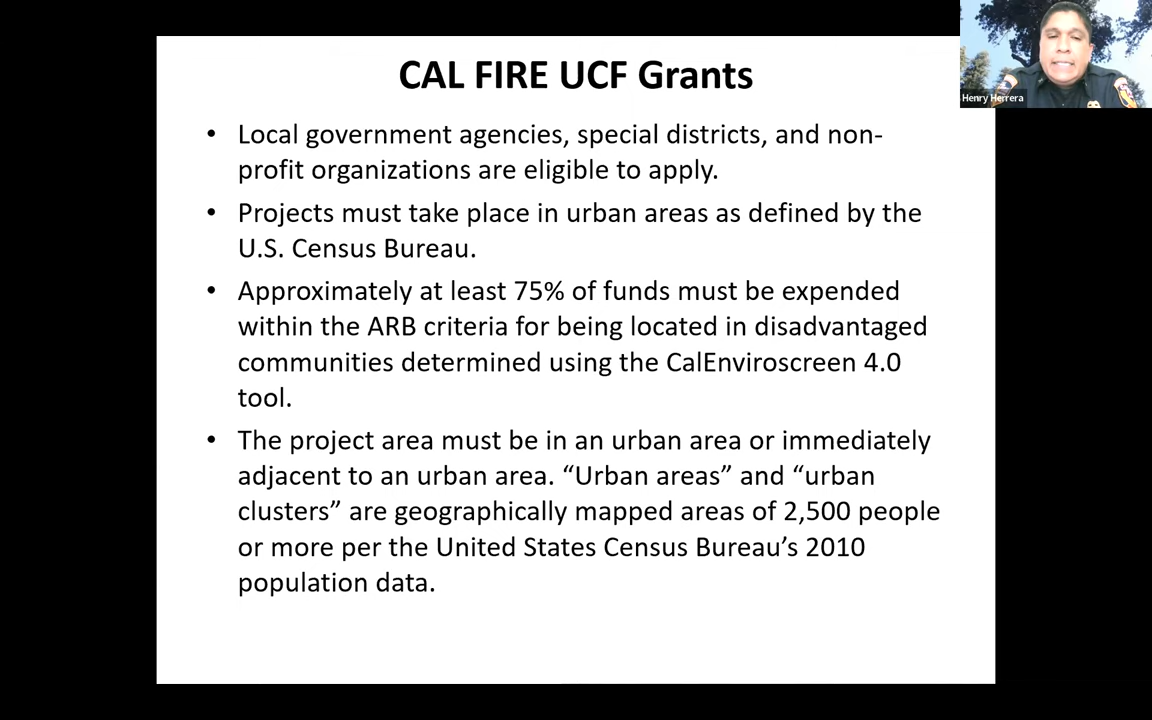 CAL FIRE UCF Grants
Henry Herrera
• Local government agencies, special districts, and non-
profit organizations are eligible to apply.
• Projects must take place in urban areas as defined by the
U.S. Census Bureau.
• Approximately at least 75% of funds must be expended
within the ARB criteria for being located in disadvantaged
communities determined using the CalEnviroscreen 4.0
tool.
• The project area must be in an urban area or immediately
adjacent to an urban area. “Urban areas” and “urban
clusters” are geographically mapped areas of 2,500 people
or more per the United States Census Bureau’s 2010
population data.